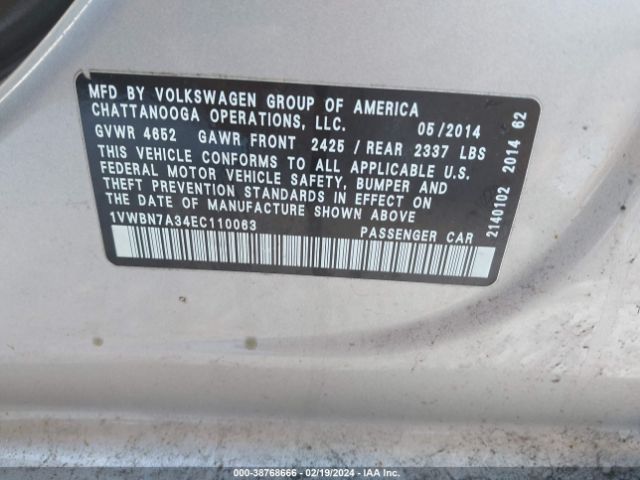 MFD BY VOLKSWAGEN GROUP OF AMERICA
CHATTANOOGA OPERATIONS, LLC. 05/2014
GVWR 4652 GAWR FRONT 2425 / REAR 2337 LBS
THIS VEHICLE CONFORMS TO ALL APPLICABLE U.S.
FEDERAL MOTOR VEHICLE SAFETY, BUMPER AND
THEFT PREVENTION STANDARDS IN EFFECT ON
THE DATE OF MANUFACTURE SHOWN ABOVE
1VWBN7A34EC110063 PASSENGER CAR
2140102 2014 62
000-38768666 - 02/19/2024 - IAA Inc.